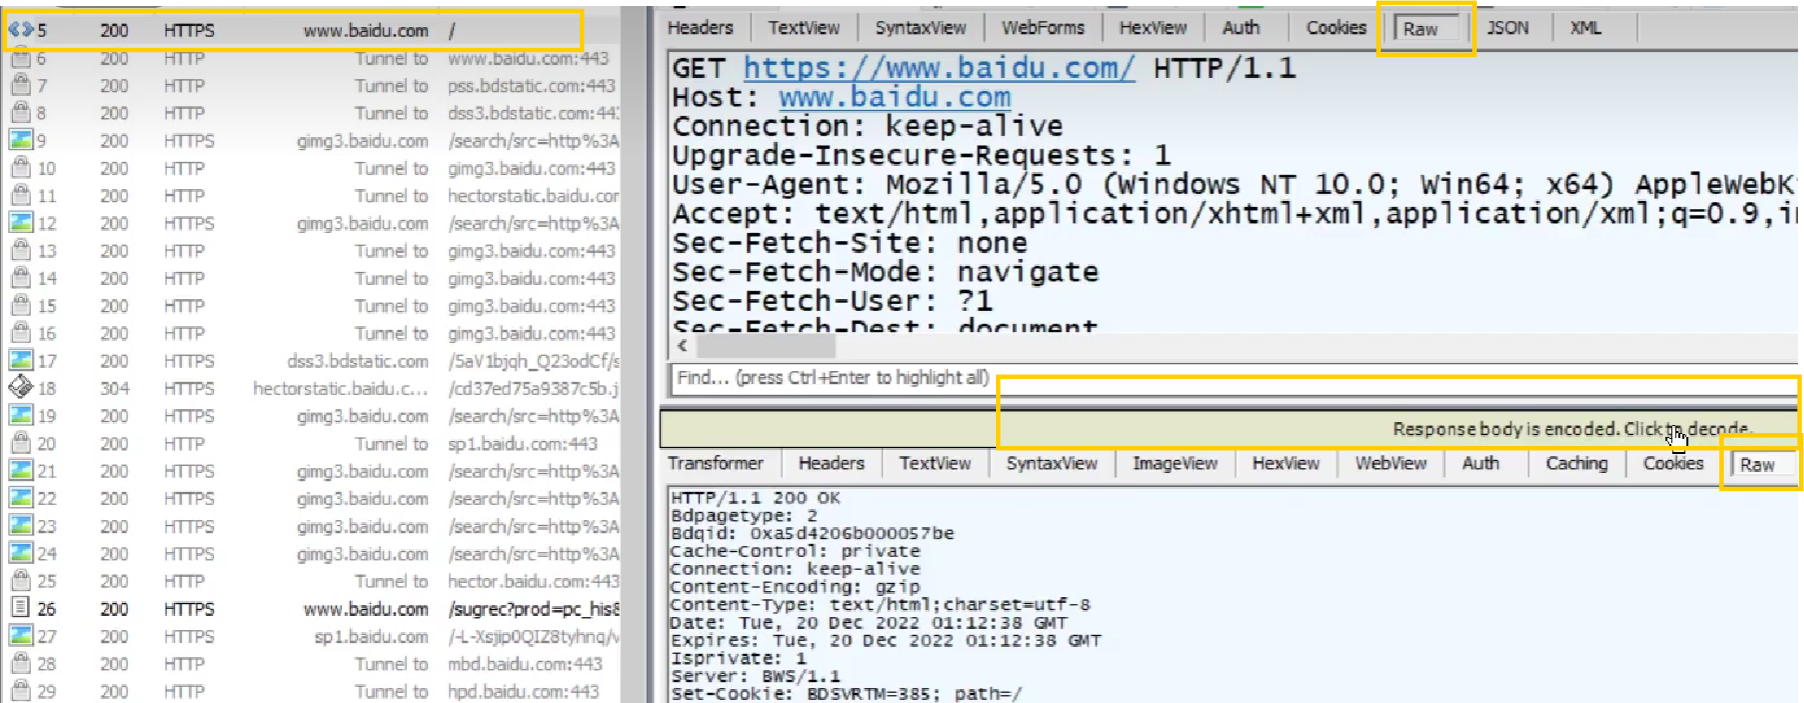 5 200 HTTPS www.baidu.com /
6 200 HTTP Tunnel to www.baidu.com:443
7 200 HTTP Tunnel to pss.bdstatic.com:443
8 200 HTTP Tunnel to dss3.bdstatic.com:44
9 200 HTTPS gimg3.baidu.com /search/src=http%3A
10 200 HTTP Tunnel to gimg3.baidu.com:443
11 200 HTTP Tunnel to hectorstatic.baidu.cor
12 200 HTTPS gimg3.baidu.com /search/src=http%3A
13 200 HTTP Tunnel to gimg3.baidu.com:443
14 200 HTTP Tunnel to gimg3.baidu.com:443
15 200 HTTP Tunnel to gimg3.baidu.com:443
16 200 HTTP Tunnel to gimg3.baidu.com:443
17 200 HTTPS dss3.bdstatic.com /5aV1bjqh_Q23odCf/s
18 304 HTTPS hectorstatic.baidu.c... /cd37ed75a9387c5b.j
19 200 HTTPS gimg3.baidu.com /search/src=http%3A
20 200 HTTP Tunnel to sp1.baidu.com:443
21 200 HTTPS gimg3.baidu.com /search/src=http%3A
22 200 HTTPS gimg3.baidu.com /search/src=http%3A
23 200 HTTPS gimg3.baidu.com /search/src=http%3A
24 200 HTTPS gimg3.baidu.com /search/src=http%3A
25 200 HTTP Tunnel to hector.baidu.com:443
26 200 HTTPS www.baidu.com /sugrec?prod=pc_his&
27 200 HTTPS sp1.baidu.com /-L-Xsjip0QIZ8tyhnq/v
28 200 HTTP Tunnel to mbd.baidu.com:443
29 200 HTTP Tunnel to hpd.baidu.com:443
Headers TextView SyntaxView WebForms HexView Auth Cookies Raw JSON XML
GET https://www.baidu.com/ HTTP/1.1
Host: www.baidu.com
Connection: keep-alive
Upgrade-Insecure-Requests: 1
User-Agent: Mozilla/5.0 (Windows NT 10.0; Win64; x64) AppleWebK
Accept: text/html,application/xhtml+xml,application/xml;q=0.9,i
Sec-Fetch-Site: none
Sec-Fetch-Mode: navigate
Sec-Fetch-User: ?1
Sec-Fetch-Dest: document
Find... (press Ctrl+Enter to highlight all)
Response body is encoded. Click to decode.
Transformer Headers TextView SyntaxView ImageView HexView WebView Auth Caching Cookies Raw
HTTP/1.1 200 OK
Bdpagetype: 2
Bdqid: 0xa5d4206b000057be
Cache-Control: private
Connection: keep-alive
Content-Encoding: gzip
Content-Type: text/html;charset=utf-8
Date: Tue, 20 Dec 2022 01:12:38 GMT
Expires: Tue, 20 Dec 2022 01:12:38 GMT
Isprivate: 1
Server: BWS/1.1
Set-Cookie: BDSVRTM=385; path=/